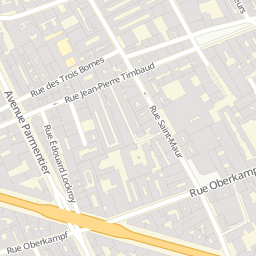 eurs
Rue des Trois Bornes
Rue Jean-Pierre Timbaud
Avenue Parmentier
Rue Saint-Maur
Rue Édouard Lockroy
Rue Oberkampf
Rue Oberkampf